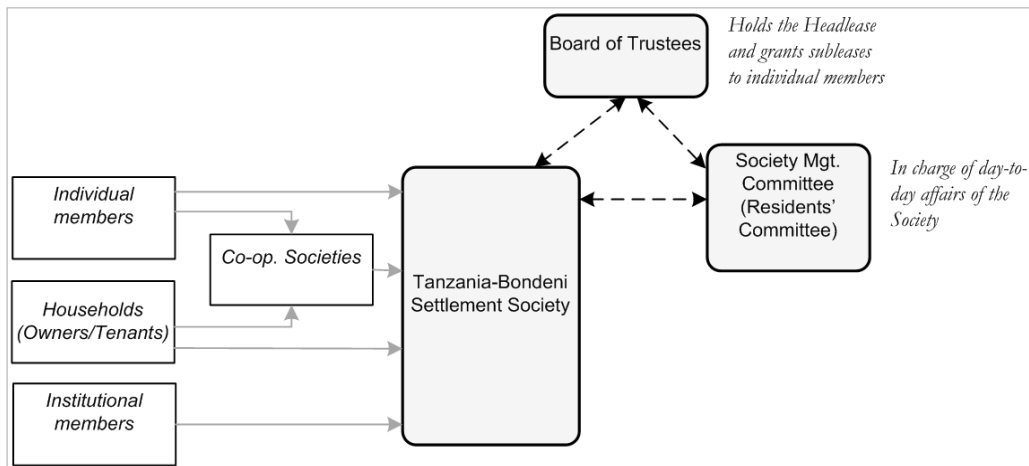 Board of Trustees
Holds the Headlease
and grants subleases
to individual members
Society Mgt.
Committee
(Residents’
Committee)
In charge of day-to-
day affairs of the
Society
Individual
members
Co-op. Societies
Tanzania-Bondeni
Settlement Society
Households
(Owners/Tenants)
Institutional
members